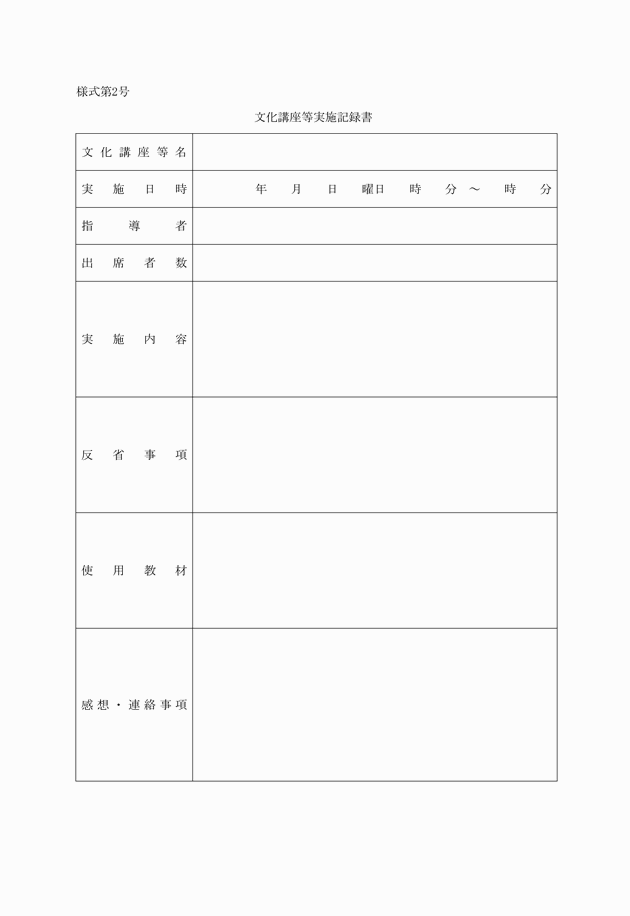 様式第2号
文化講座等実施記録書
文化講座等名
実施日時 年 月 日 曜日 時 分 ～ 時 分
指導者
出席者数
実施内容
反省事項
使用教材
感想・連絡事項